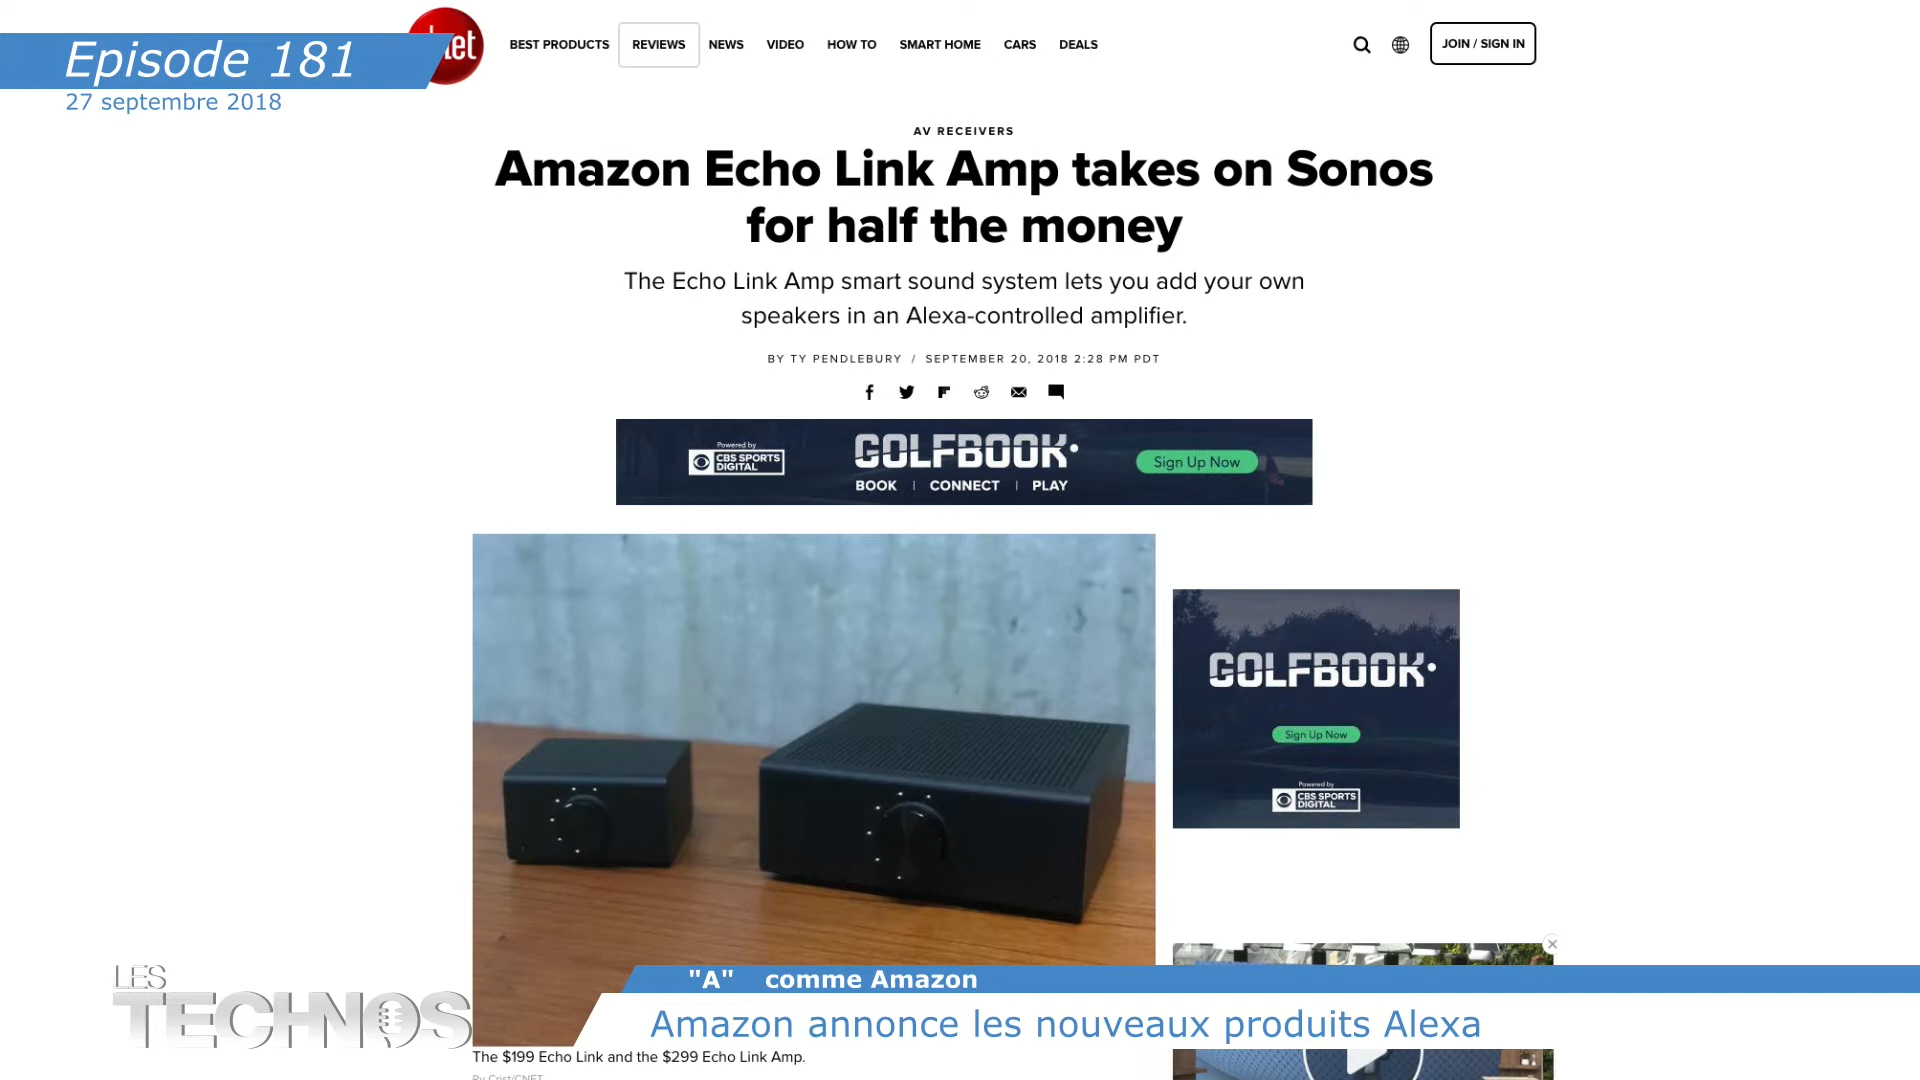 Episode 181
27 septembre 2018
net
BEST PRODUCTS REVIEWS NEWS VIDEO HOW TO SMART HOME CARS DEALS
JOIN / SIGN IN
AV RECEIVERS
Amazon Echo Link Amp takes on Sonos
for half the money
The Echo Link Amp smart sound system lets you add your own
speakers in an Alexa-controlled amplifier.
BY TY PENDLEBURY / SEPTEMBER 20, 2018 2:28 PM PDT
Powered by
CBS SPORTS
DIGITAL
GOLFBOOK
BOOK | CONNECT | PLAY
Sign Up Now
GOLFBOOK
Sign Up Now
Powered by
CBS SPORTS
DIGITAL
LES
TECHNOS
"A" comme Amazon
Amazon annonce les nouveaux produits Alexa
The $199 Echo Link and the $299 Echo Link Amp.
Ry Crist/CNET